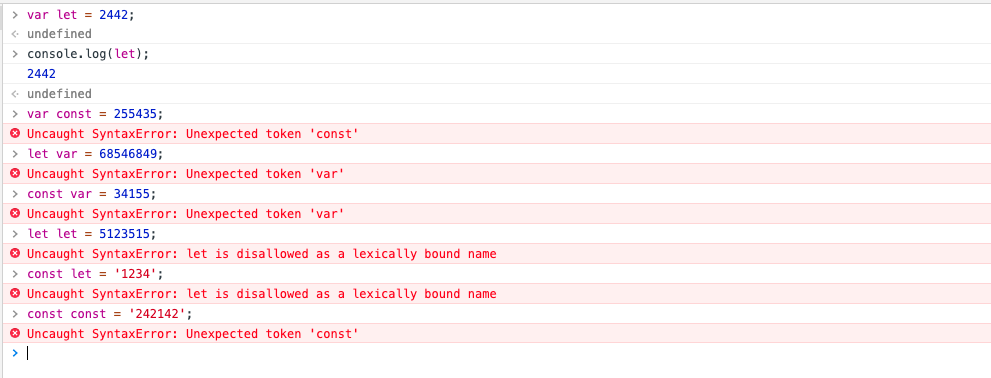 var let = 2442;
undefined
console.log(let);
2442
undefined
var const = 255435;
Uncaught SyntaxError: Unexpected token 'const'
let var = 68546849;
Uncaught SyntaxError: Unexpected token 'var'
const var = 34155;
Uncaught SyntaxError: Unexpected token 'var'
let let = 5123515;
Uncaught SyntaxError: let is disallowed as a lexically bound name
const let = '1234';
Uncaught SyntaxError: let is disallowed as a lexically bound name
const const = '242142';
Uncaught SyntaxError: Unexpected token 'const'